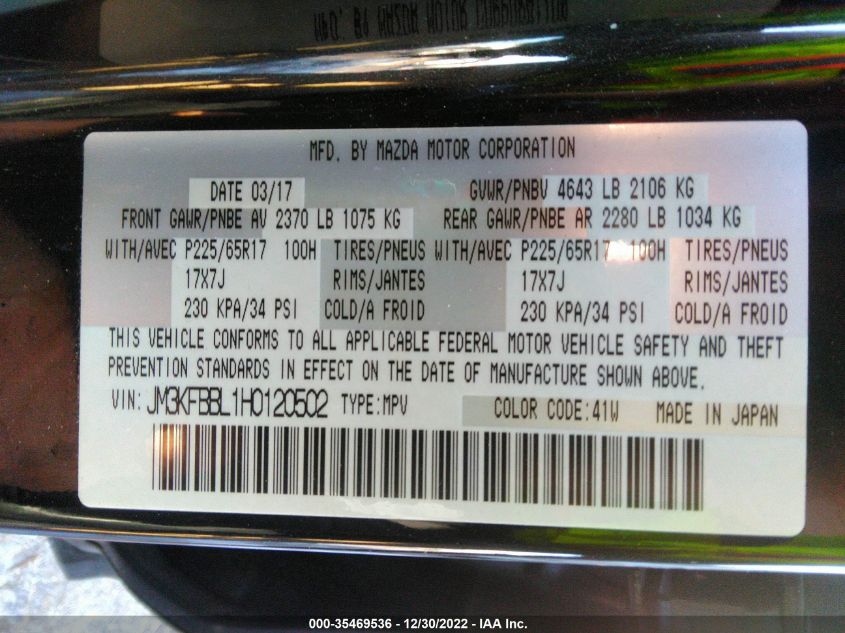 MFD. BY MAZDA MOTOR CORPORATION
DATE 03/17 GVWR/PNBV 4643 LB 2106 KG
FRONT GAWR/PNBE AV 2370 LB 1075 KG REAR GAWR/PNBE AR 2280 LB 1034 KG
WITH/AVEC P225/65R17 100H TIRES/PNEUS WITH/AVEC P225/65R17 100H TIRES/PNEUS
17X7J RIMS/JANTES 17X7J RIMS/JANTES
230 KPA/34 PSI COLD/A FROID 230 KPA/34 PSI COLD/A FROID
THIS VEHICLE CONFORMS TO ALL APPLICABLE FEDERAL MOTOR VEHICLE SAFETY AND THEFT
PREVENTION STANDARDS IN EFFECT ON THE DATE OF MANUFACTURE SHOWN ABOVE.
VIN: JM3KFBBL1H0120502 TYPE:MPV COLOR CODE:41W MADE IN JAPAN
000-35469536 - 12/30/2022 - IAA Inc.